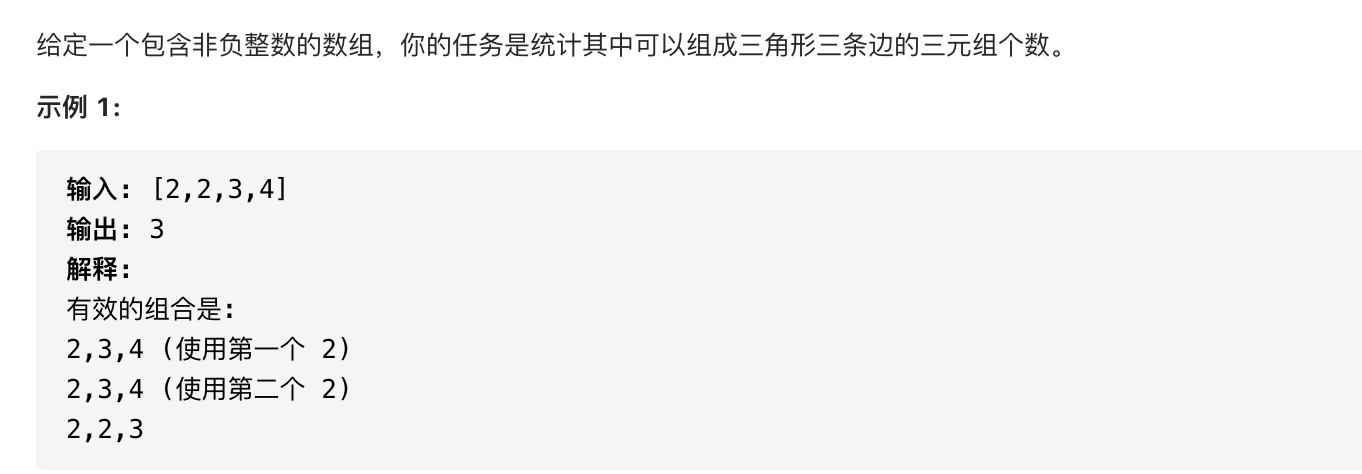 给定一个包含非负整数的数组，你的任务是统计其中可以组成三角形三条边的三元组个数。
示例 1:
输入: [2,2,3,4]
输出: 3
解释:
有效的组合是:
2,3,4 (使用第一个 2)
2,3,4 (使用第二个 2)
2,2,3